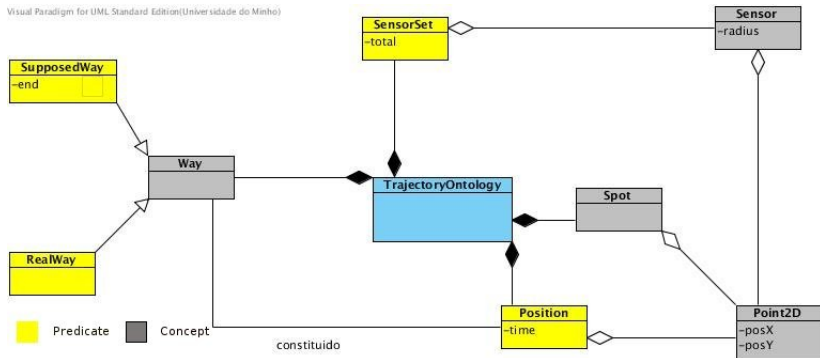 Visual Paradigm for UML Standard Edition(Universidade do Minho)
SensorSet
-total
Sensor
-radius
SupposedWay
-end
Way
TrajectoryOntology
Spot
RealWay
Position
-time
Point2D
-posX
-posY
Predicate
Concept
constituido